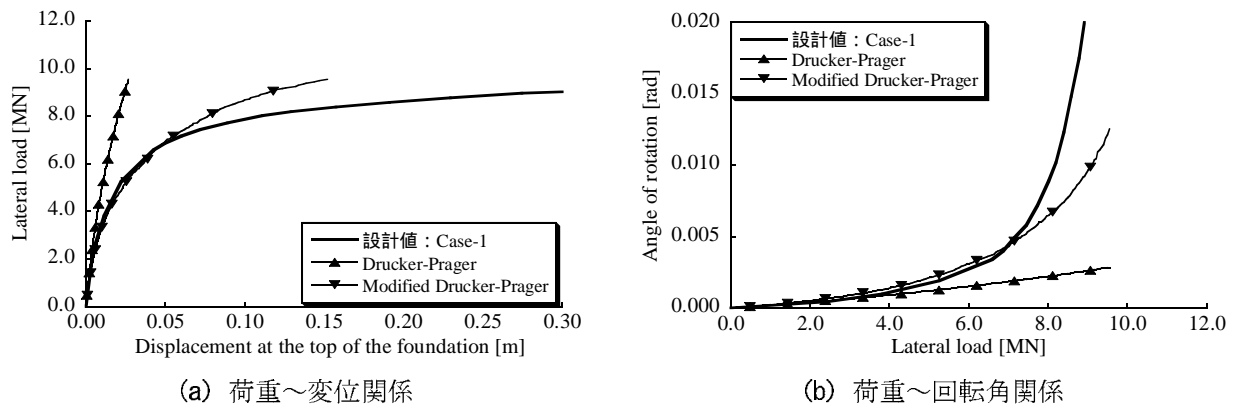 12.0
10.0
8.0
6.0
4.0
2.0
0.0
Lateral load [MN]
設計値：Case-1
Drucker-Prager
Modified Drucker-Prager
0.00 0.05 0.10 0.15 0.20 0.25 0.30
Displacement at the top of the foundation [m]
(a) 荷重～変位関係
0.020
0.015
0.010
0.005
0.000
Angle of rotation [rad]
設計値：Case-1
Drucker-Prager
Modified Drucker-Prager
0.0 2.0 4.0 6.0 8.0 10.0 12.0
Lateral load [MN]
(b) 荷重～回転角関係